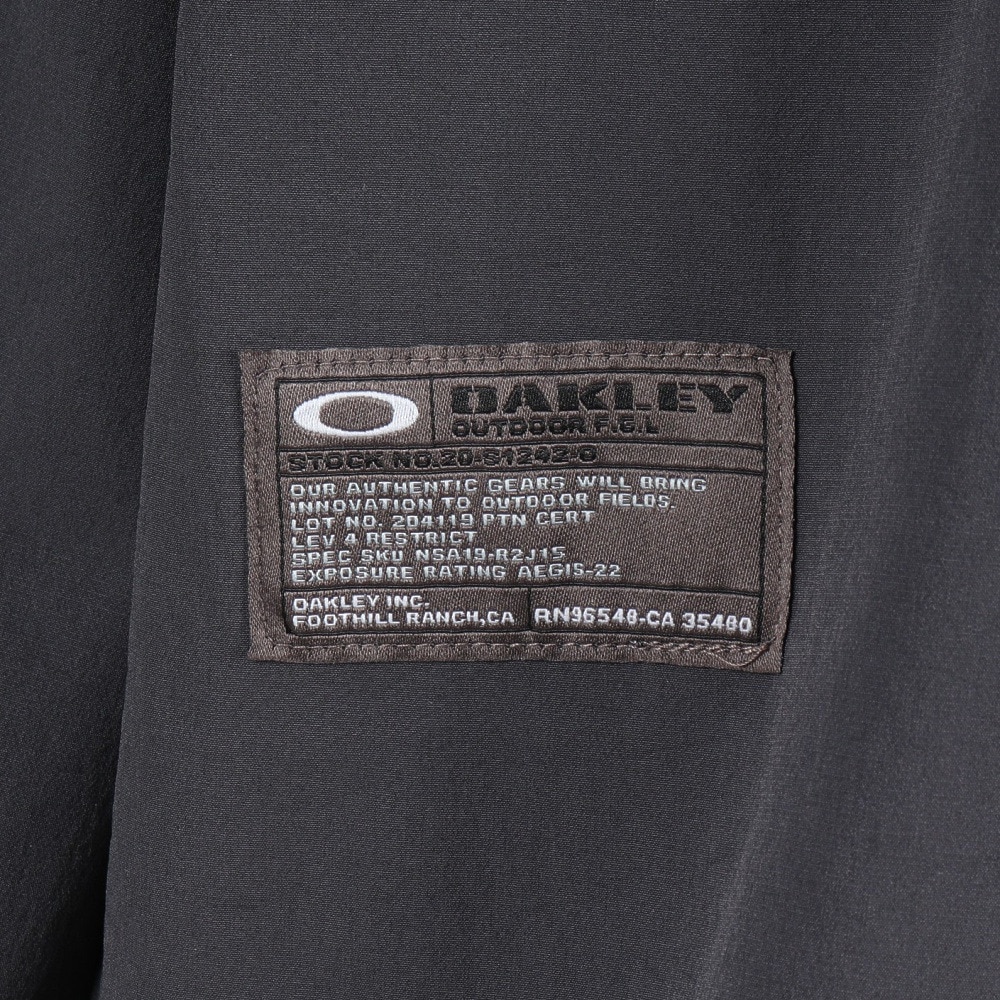 OAKLEY
OUTDOOR F.G.L
STOCK NO.20-S1242-0
OUR AUTHENTIC GEARS WILL BRING
INNOVATION TO OUTDOOR FIELDS.
LOT NO. 204119 PTN CERT
LEV 4 RESTRICT
SPEC SKU NSA19-R2J15
EXPOSURE RATING AEGIS-22
OAKLEY INC.
FOOTHILL RANCH,CA
RN96548-CA 35480